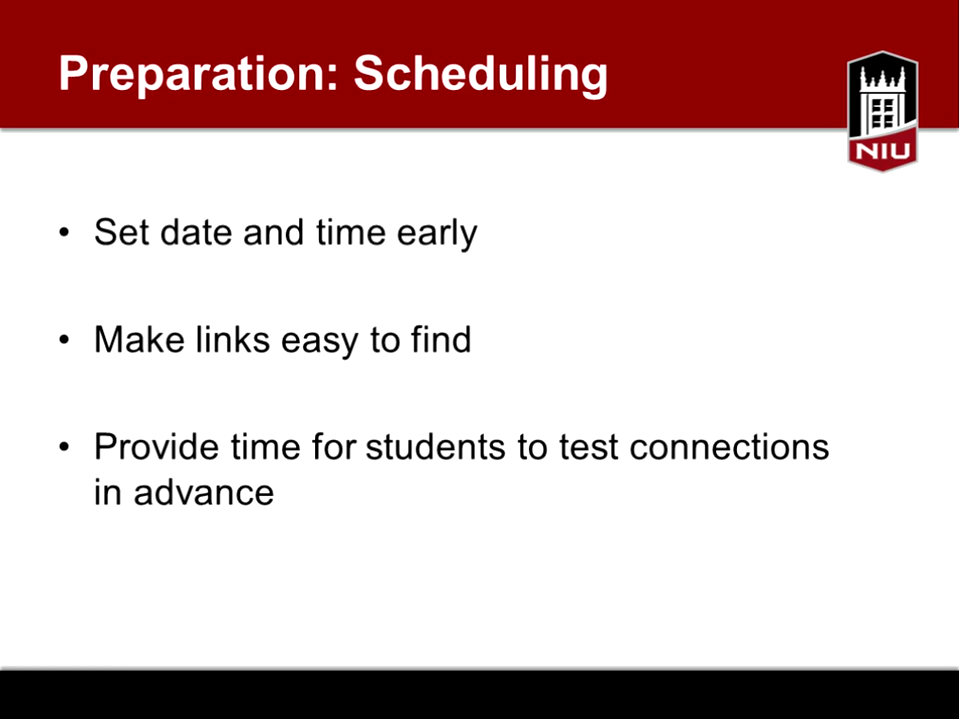 Preparation: Scheduling
NIU
• Set date and time early
• Make links easy to find
• Provide time for students to test connections
in advance